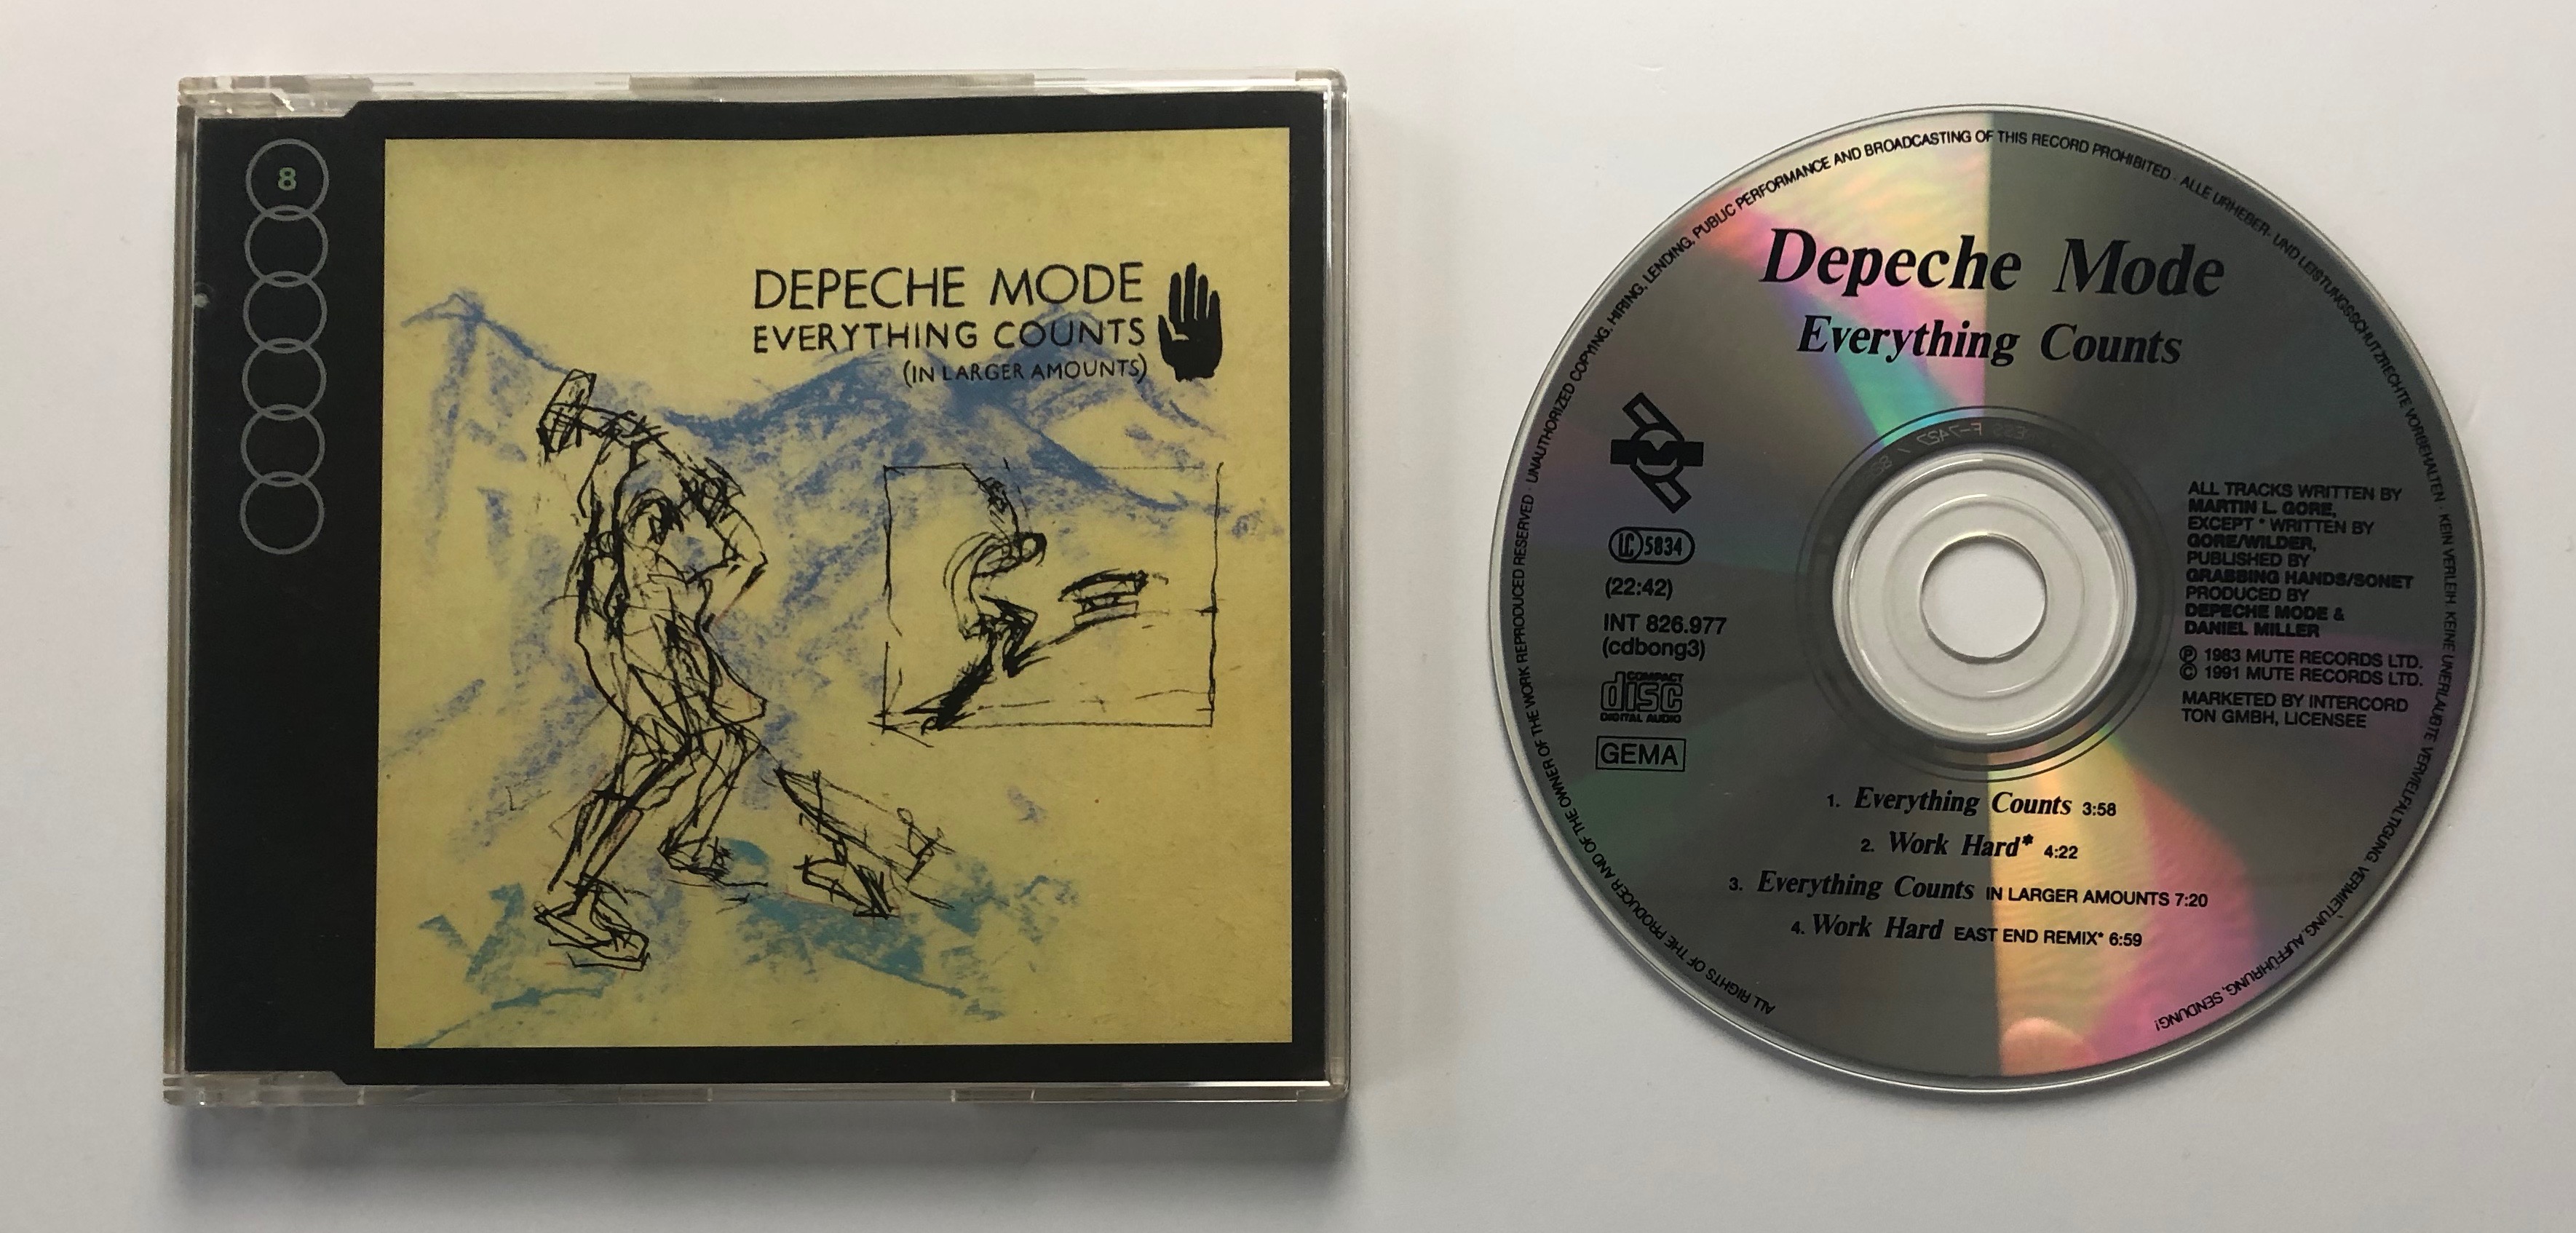 8
DEPECHE MODE
EVERYTHING COUNTS
(IN LARGER AMOUNTS)
ALL RIGHTS OF THE PRODUCER AND OF THE OWNER OF THE WORK REPRODUCED RESERVED · UNAUTHORIZED COPYING, HIRING, LENDING, PUBLIC PERFORMANCE AND BROADCASTING OF THIS RECORD PROHIBITED · ALLE URHEBER- UND LEISTUNGSSCHUTZRECHTE VORBEHALTEN · KEIN VERLEIH. KEINE UNERLAUBTE VERVIELFÄLTIGUNG, VERMIETUNG, AUFFÜHRUNG, SENDUNG!
Depeche Mode
Everything Counts
LC 5834
(22:42)
INT 826.977
(cdbong3)
COMPACT
disc
DIGITAL AUDIO
GEMA
ALL TRACKS WRITTEN BY
MARTIN L. GORE,
EXCEPT * WRITTEN BY
GORE/WILDER,
PUBLISHED BY
GRABBING HANDS/SONET
PRODUCED BY
DEPECHE MODE &
DANIEL MILLER
Ⓟ 1983 MUTE RECORDS LTD.
© 1991 MUTE RECORDS LTD.
MARKETED BY INTERCORD
TON GMBH, LICENSEE
1. Everything Counts 3:58
2. Work Hard* 4:22
3. Everything Counts IN LARGER AMOUNTS 7:20
4. Work Hard EAST END REMIX* 6:59